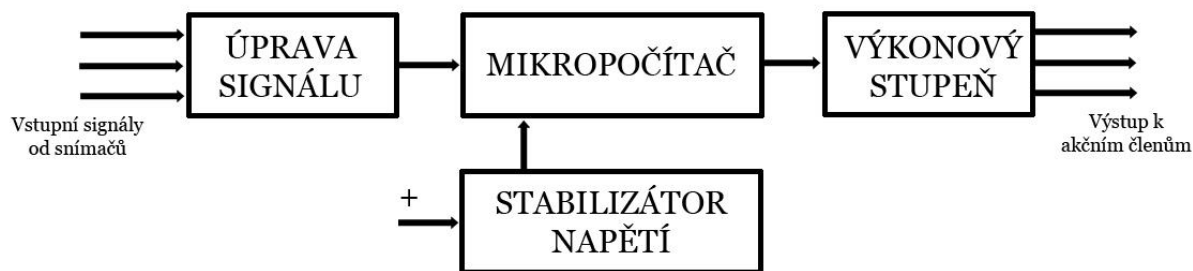 Vstupní signály
od snímačů
ÚPRAVA
SIGNÁLU
MIKROPOČÍTAČ
VÝKONOVÝ
STUPEŇ
Výstup k
akčním členům
+
STABILIZÁTOR
NAPĚTÍ